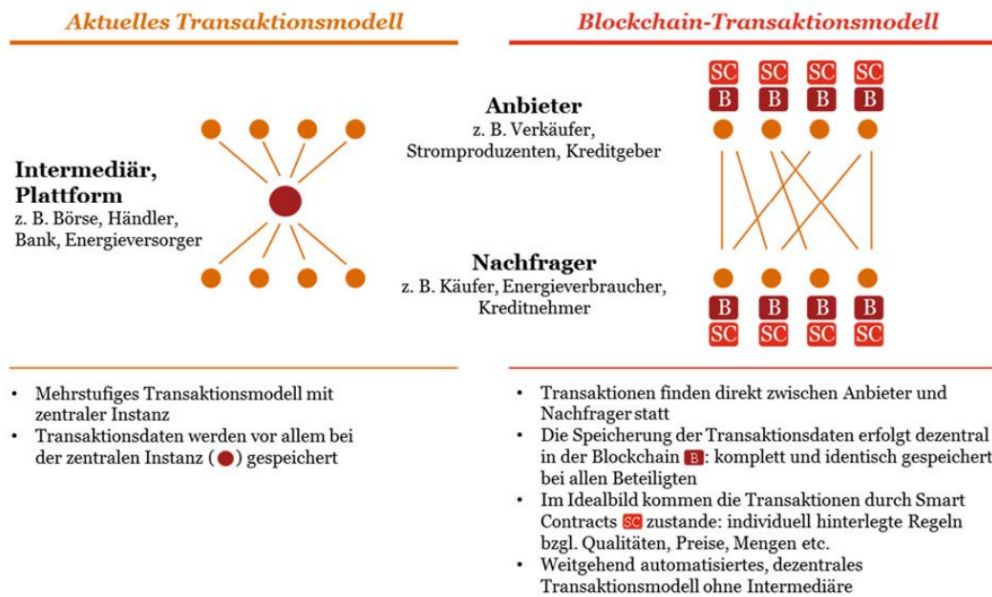 Aktuelles Transaktionsmodell
Intermediär,
Plattform
z. B. Börse, Händler,
Bank, Energieversorger
Anbieter
z. B. Verkäufer,
Stromproduzenten, Kreditgeber
Nachfrager
z. B. Käufer, Energieverbraucher,
Kreditnehmer
• Mehrstufiges Transaktionsmodell mit
zentraler Instanz
• Transaktionsdaten werden vor allem bei
der zentralen Instanz ( ) gespeichert
Blockchain-Transaktionsmodell
SC SC SC SC
B B B B
B B B B
SC SC SC SC
• Transaktionen finden direkt zwischen Anbieter und
Nachfrager statt
• Die Speicherung der Transaktionsdaten erfolgt dezentral
in der Blockchain B: komplett und identisch gespeichert
bei allen Beteiligten
• Im Idealbild kommen die Transaktionen durch Smart
Contracts SC zustande: individuell hinterlegte Regeln
bzgl. Qualitäten, Preise, Mengen etc.
• Weitgehend automatisiertes, dezentrales
Transaktionsmodell ohne Intermediäre